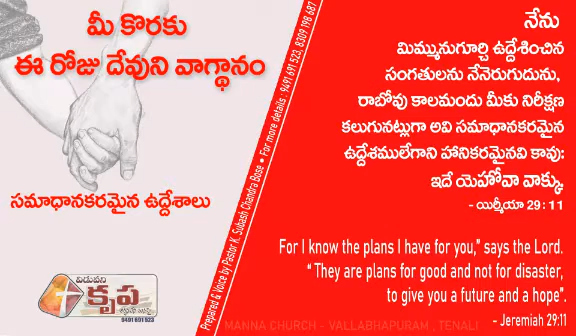 మీ కొరకు
ఈ రోజు దేవుని వాగ్థానం
సమాధానకరమైన ఉద్దేశాలు
విడువని
కృప
9491 691 523
Prepared & Voice by Pastor K. Subash Chandra Bose • For more details : 9491 691 523, 8309 198 687
నేను
మిమ్మునుగూర్చి ఉద్దేశించిన
సంగతులను నేనెరుగుదును,
రాబోవు కాలమందు మీకు నిరీక్షణ
కలుగునట్లుగా అవి సమాధానకరమైన
ఉద్దేశములేగాని హానికరమైనవి కావు:
ఇదే యెహోవా వాక్కు
- యిర్మీయా 29 : 11
For I know the plans I have for you,” says the Lord.
“ They are plans for good and not for disaster,
to give you a future and a hope”.
- Jeremiah 29:11
MANNA CHURCH - VALLABHAPURAM , TENALI